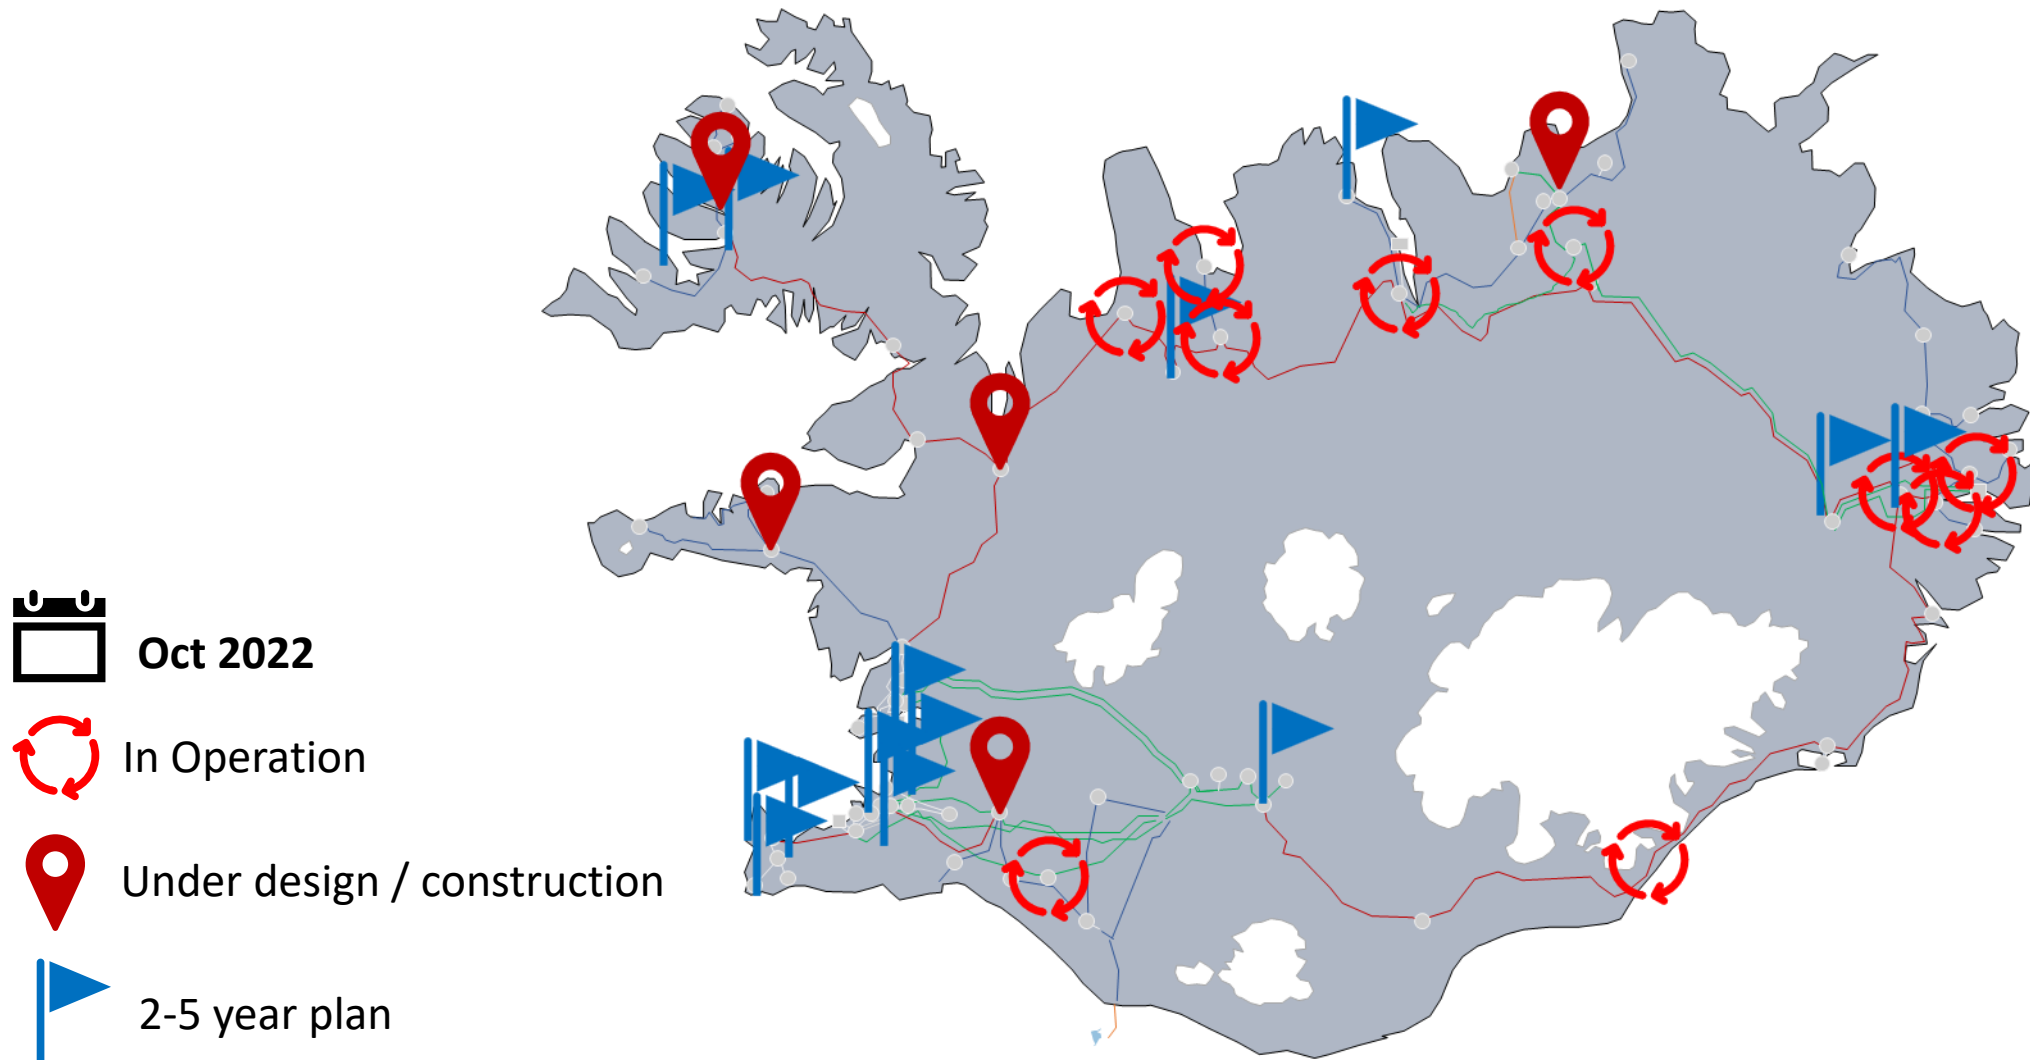 Oct 2022
In Operation
Under design / construction
2-5 year plan